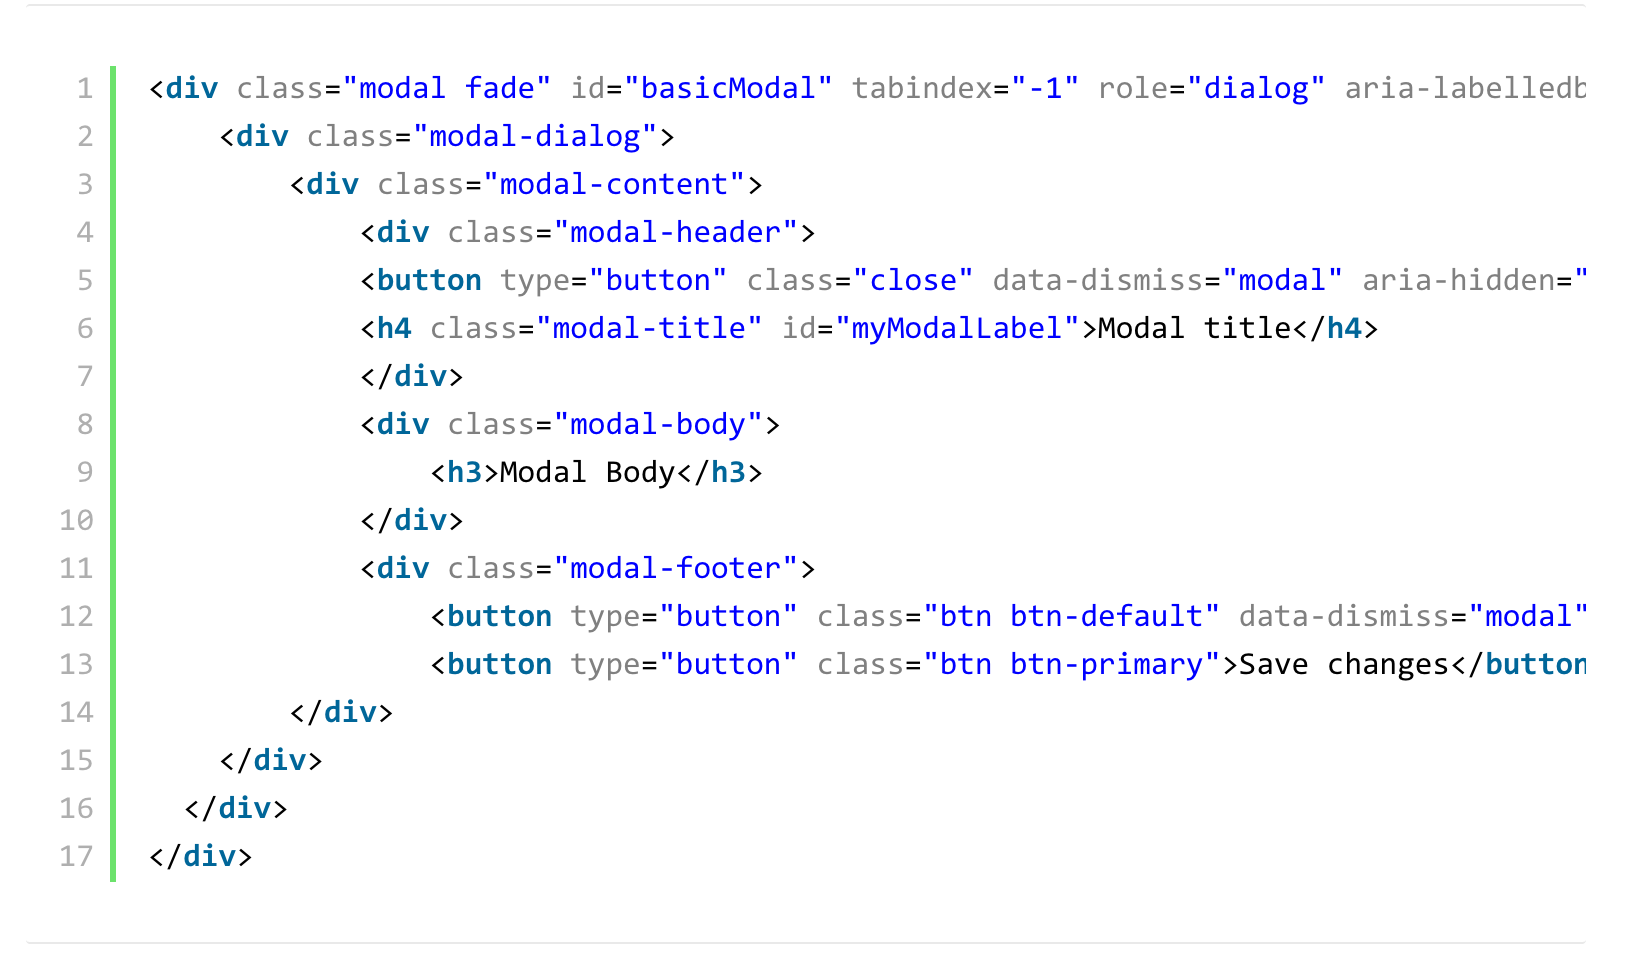 1 <div class="modal fade" id="basicModal" tabindex="-1" role="dialog" aria-labelledb
2     <div class="modal-dialog">
3         <div class="modal-content">
4             <div class="modal-header">
5             <button type="button" class="close" data-dismiss="modal" aria-hidden="
6             <h4 class="modal-title" id="myModalLabel">Modal title</h4>
7             </div>
8             <div class="modal-body">
9                 <h3>Modal Body</h3>
10             </div>
11             <div class="modal-footer">
12                 <button type="button" class="btn btn-default" data-dismiss="modal"
13                 <button type="button" class="btn btn-primary">Save changes</button
14         </div>
15     </div>
16   </div>
17 </div>